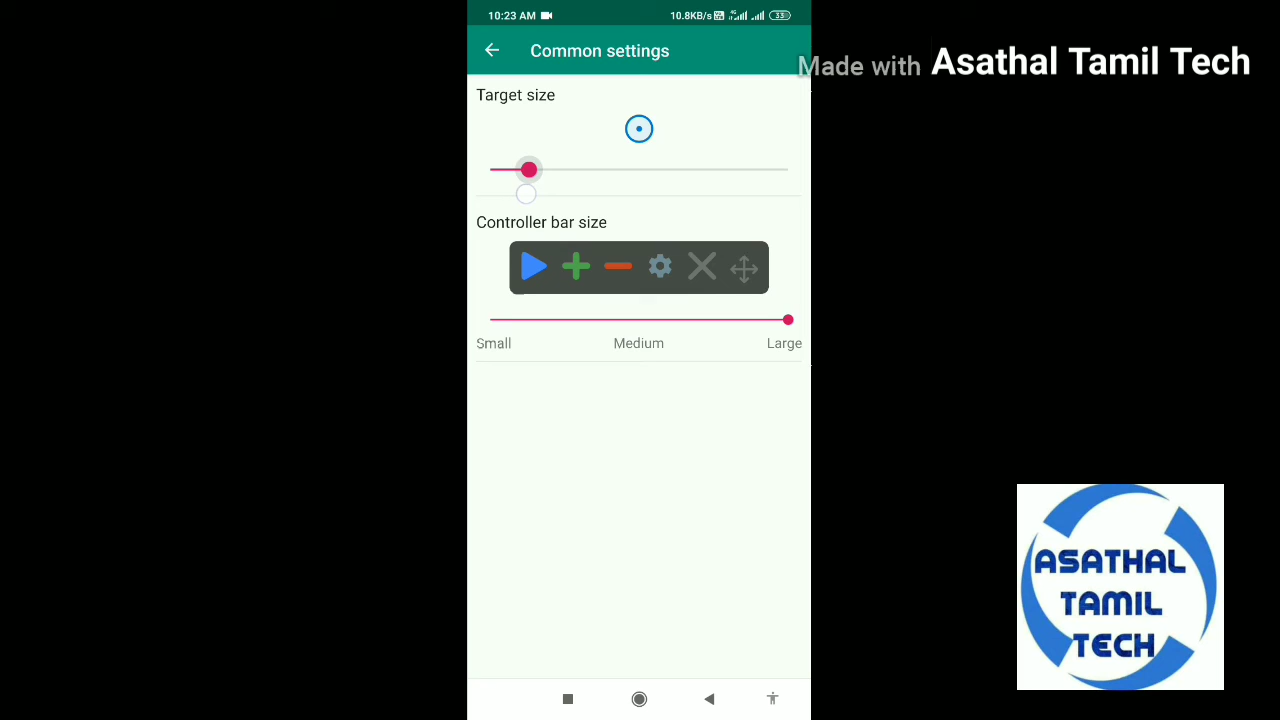 10:23 AM
10.8KB/s
4G
33
Common settings
Made with Asathal Tamil Tech
Target size
Controller bar size
Small Medium Large
ASATHAL
TAMIL
TECH